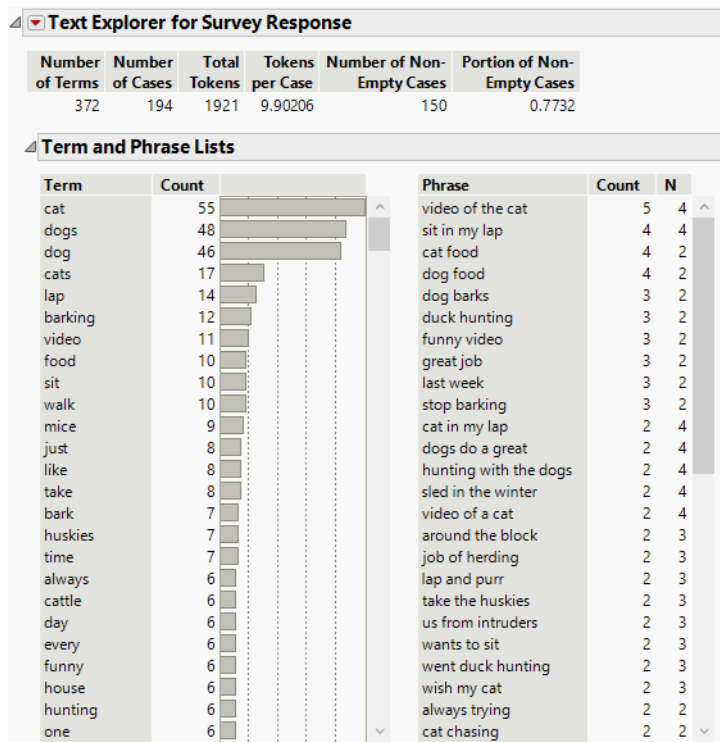 Text Explorer for Survey Response
Number of Terms Number of Cases Total Tokens Tokens per Case Number of Non-Empty Cases Portion of Non-Empty Cases
372 194 1921 9.90206 150 0.7732
Term and Phrase Lists
Term Count Phrase Count N
cat 55 video of the cat 5 4
dogs 48 sit in my lap 4 4
dog 46 cat food 4 2
cats 17 dog food 4 2
lap 14 dog barks 3 2
barking 12 duck hunting 3 2
video 11 funny video 3 2
food 10 great job 3 2
sit 10 last week 3 2
walk 10 stop barking 3 2
mice 9 cat in my lap 2 4
just 8 dogs do a great 2 4
like 8 hunting with the dogs 2 4
take 8 sled in the winter 2 4
bark 7 video of a cat 2 4
huskies 7 around the block 2 3
time 7 job of herding 2 3
always 6 lap and purr 2 3
cattle 6 take the huskies 2 3
day 6 us from intruders 2 3
every 6 wants to sit 2 3
funny 6 went duck hunting 2 3
house 6 wish my cat 2 3
hunting 6 always trying 2 2
one 6 cat chasing 2 2